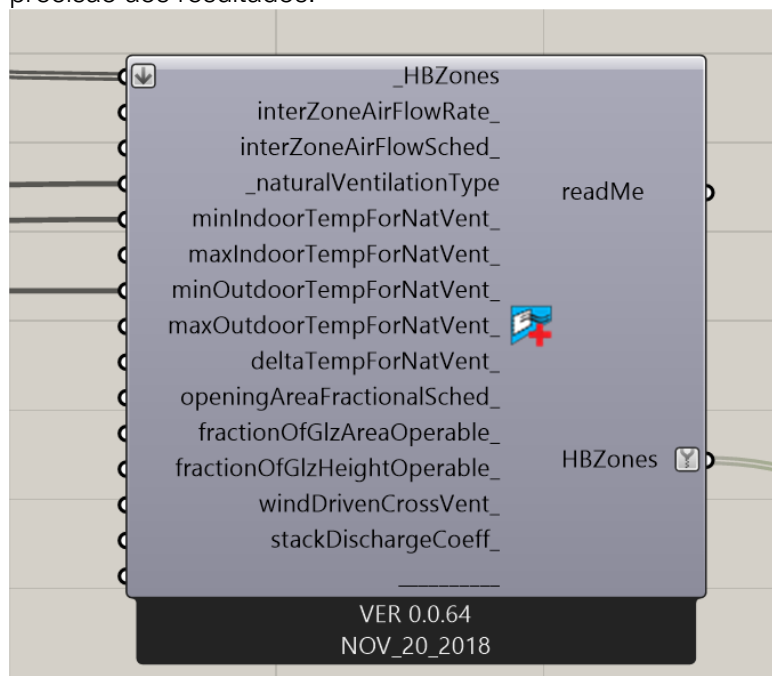 _HBZones
interZoneAirFlowRate_
interZoneAirFlowSched_
_naturalVentilationType
readMe
minIndoorTempForNatVent_
maxIndoorTempForNatVent_
minOutdoorTempForNatVent_
maxOutdoorTempForNatVent_
deltaTempForNatVent_
openingAreaFractionalSched_
fractionOfGlzAreaOperable_
fractionOfGlzHeightOperable_
HBZones
windDrivenCrossVent_
stackDischargeCoeff_
__________
VER 0.0.64
NOV_20_2018